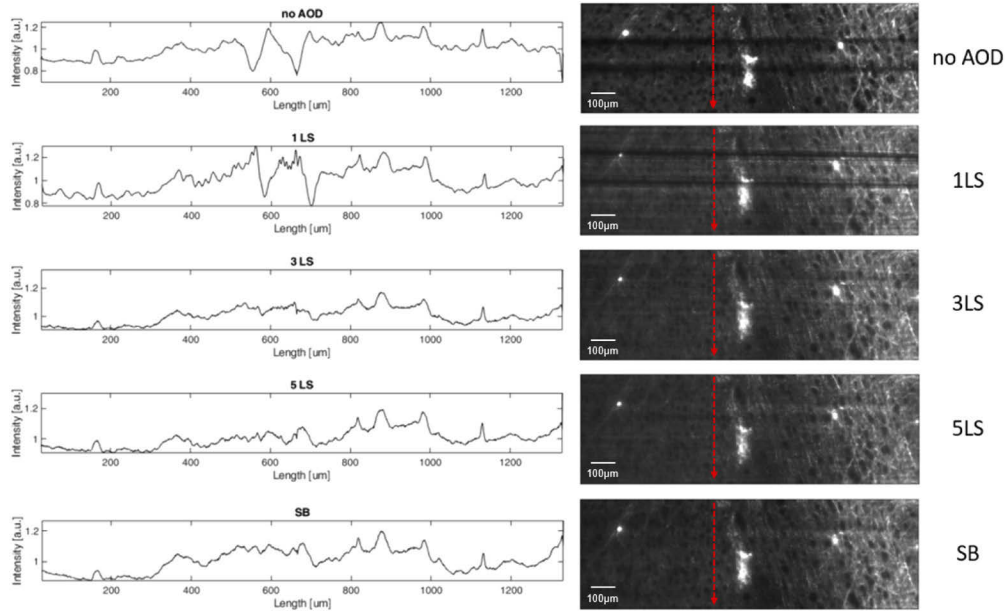 no AOD
Intensity [a.u.]
1.2
1
0.8
200 400 600 800 1000 1200
Length [um]
100µm
no AOD
1 LS
Intensity [a.u.]
1.2
1
0.8
200 400 600 800 1000 1200
Length [um]
100µm
1LS
3 LS
Intensity [a.u.]
1.2
1
200 400 600 800 1000 1200
Length [um]
100µm
3LS
5 LS
Intensity [a.u.]
1.2
1
200 400 600 800 1000 1200
Length [um]
100µm
5LS
SB
Intensity [a.u.]
1.2
1
200 400 600 800 1000 1200
Length [um]
100µm
SB